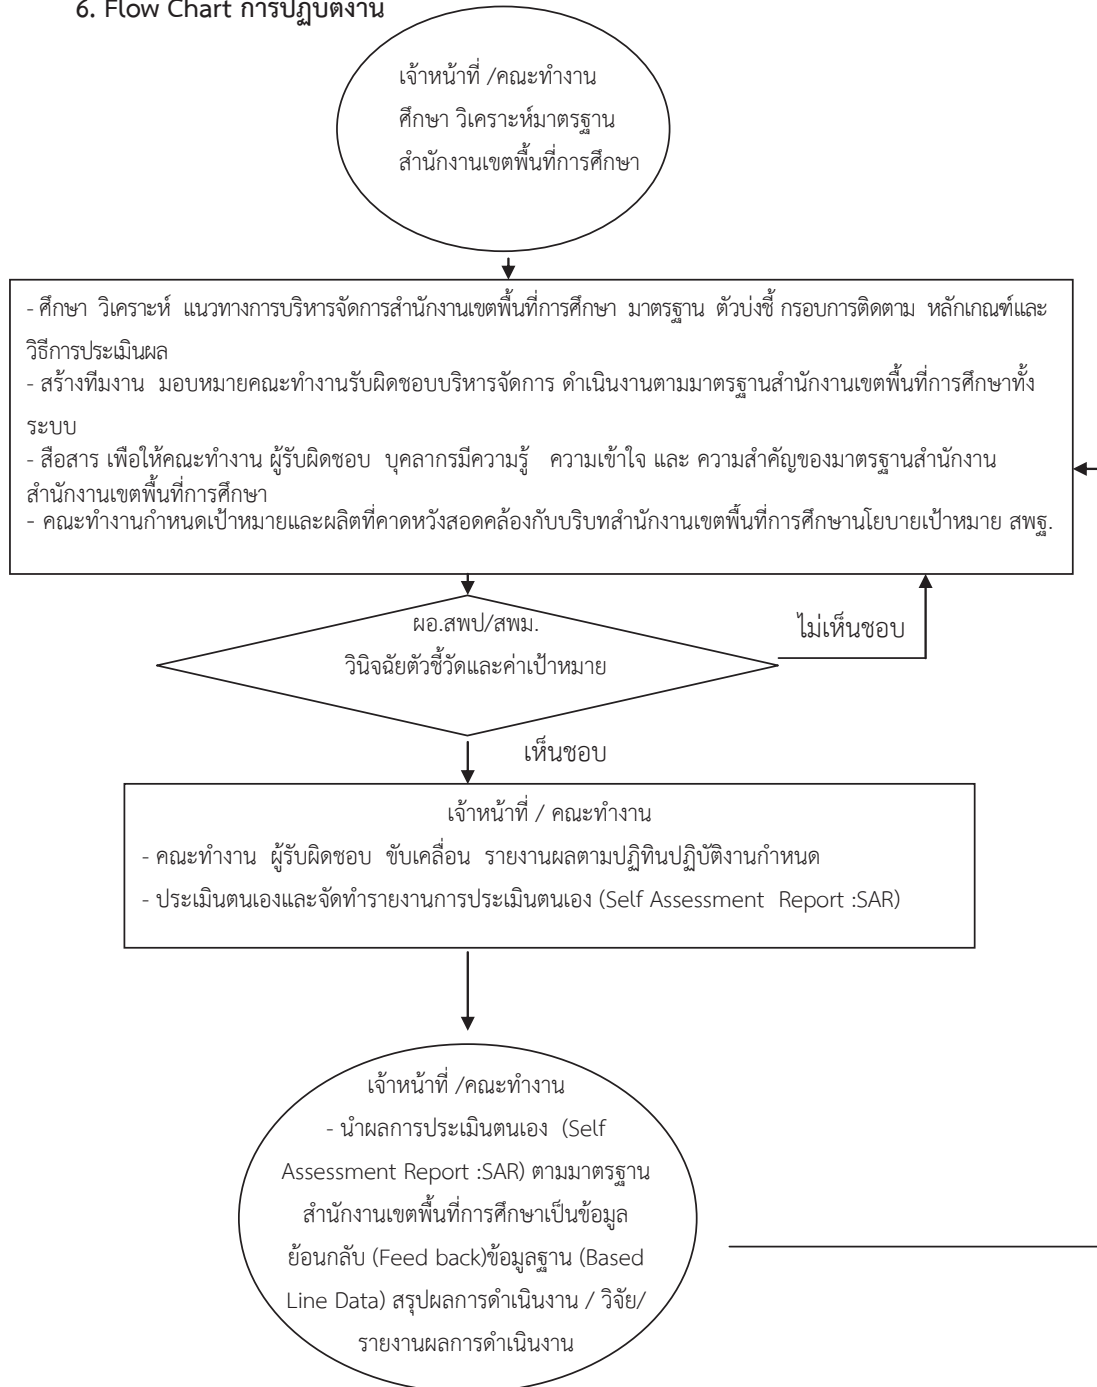 6. Flow Chart การปฏิบัติงาน
เจ้าหน้าที่ /คณะทำงาน
ศึกษา วิเคราะห์มาตรฐาน
สำนักงานเขตพื้นที่การศึกษา
- ศึกษา วิเคราะห์ แนวทางการบริหารจัดการสำนักงานเขตพื้นที่การศึกษา มาตรฐาน ตัวบ่งชี้ กรอบการติดตาม หลักเกณฑ์และ
วิธีการประเมินผล
- สร้างทีมงาน มอบหมายคณะทำงานรับผิดชอบบริหารจัดการ ดำเนินงานตามมาตรฐานสำนักงานเขตพื้นที่การศึกษาทั้ง
ระบบ
- สื่อสาร เพื่อให้คณะทำงาน ผู้รับผิดชอบ บุคลากรมีความรู้ ความเข้าใจ และ ความสำคัญของมาตรฐานสำนักงาน
สำนักงานเขตพื้นที่การศึกษา
- คณะทำงานกำหนดเป้าหมายและผลิตที่คาดหวังสอดคล้องกับบริบทสำนักงานเขตพื้นที่การศึกษานโยบายเป้าหมาย สพฐ.
ผอ.สพป/สพม.
วินิจฉัยตัวชี้วัดและค่าเป้าหมาย
ไม่เห็นชอบ
เห็นชอบ
เจ้าหน้าที่ / คณะทำงาน
- คณะทำงาน ผู้รับผิดชอบ ขับเคลื่อน รายงานผลตามปฏิทินปฏิบัติงานกำหนด
- ประเมินตนเองและจัดทำรายงานการประเมินตนเอง (Self Assessment Report :SAR)
เจ้าหน้าที่ /คณะทำงาน
- นำผลการประเมินตนเอง (Self
Assessment Report :SAR) ตามมาตรฐาน
สำนักงานเขตพื้นที่การศึกษาเป็นข้อมูล
ย้อนกลับ (Feed back)ข้อมูลฐาน (Based
Line Data) สรุปผลการดำเนินงาน / วิจัย/
รายงานผลการดำเนินงาน